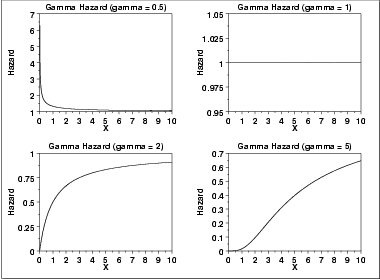 Gamma Hazard (gamma = 0.5)
Gamma Hazard (gamma = 1)
7
6
5
4
3
2
1
Hazard
0 1 2 3 4 5 6 7 8 9 10
X
1.05
1.025
1
0.975
0.95
Hazard
0 1 2 3 4 5 6 7 8 9 10
X
Gamma Hazard (gamma = 2)
Gamma Hazard (gamma = 5)
1
0.75
0.5
0.25
0
Hazard
0 1 2 3 4 5 6 7 8 9 10
X
0.7
0.6
0.5
0.4
0.3
0.2
0.1
0
Hazard
0 1 2 3 4 5 6 7 8 9 10
X